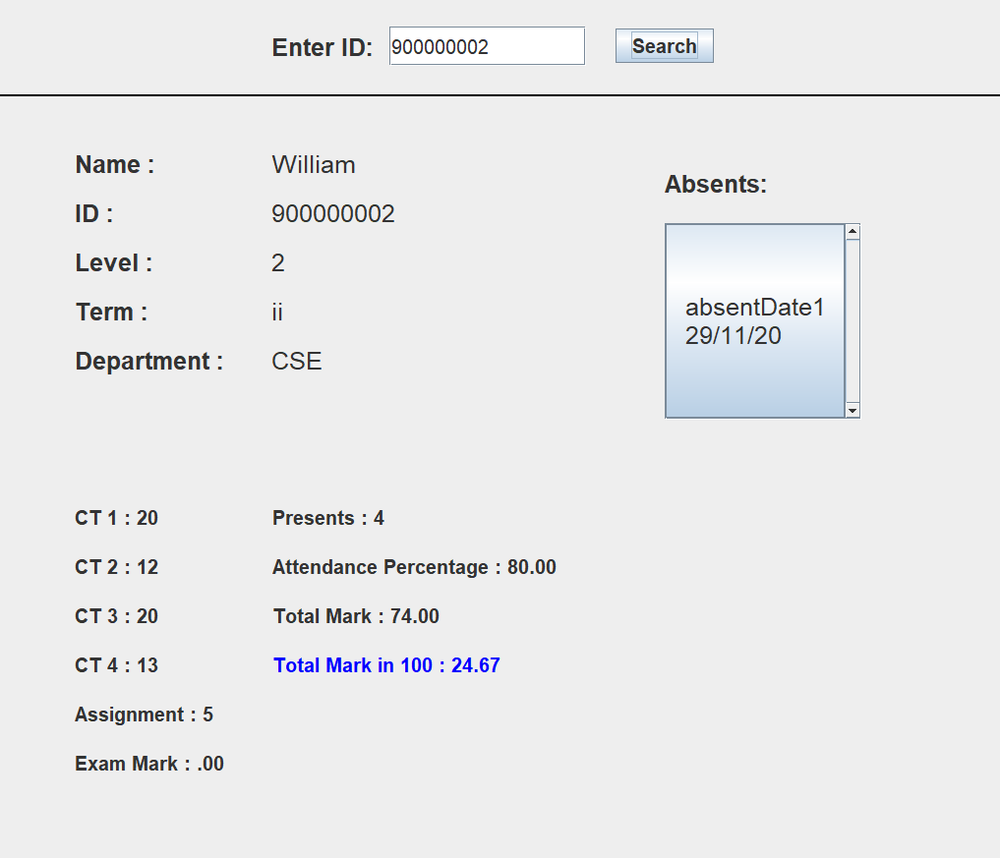 Enter ID: 900000002 Search
Name : William
ID : 900000002
Level : 2
Term : ii
Department : CSE
Absents:
absentDate1
29/11/20
CT 1 : 20 Presents : 4
CT 2 : 12 Attendance Percentage : 80.00
CT 3 : 20 Total Mark : 74.00
CT 4 : 13 Total Mark in 100 : 24.67
Assignment : 5
Exam Mark : .00